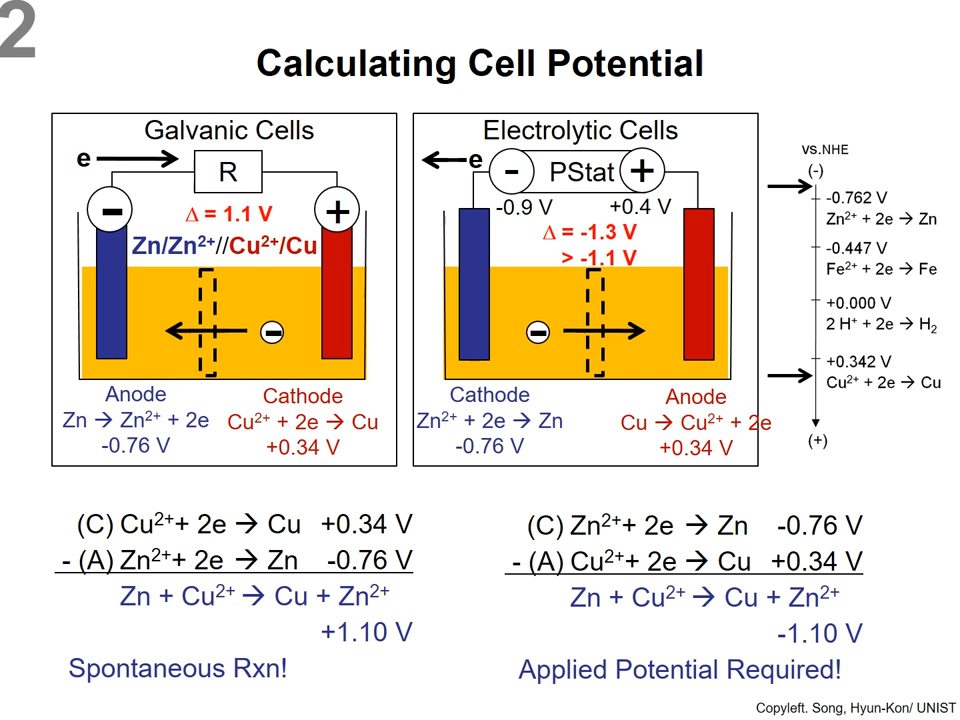 2
Calculating Cell Potential
Galvanic Cells
e
R
-
+
Δ = 1.1 V
Zn/Zn²⁺//Cu²⁺/Cu
-
Anode
Zn → Zn²⁺ + 2e
-0.76 V
Cathode
Cu²⁺ + 2e → Cu
+0.34 V
Electrolytic Cells
e
-
PStat
+
-0.9 V
+0.4 V
Δ = -1.3 V
> -1.1 V
-
Cathode
Zn²⁺ + 2e → Zn
-0.76 V
Anode
Cu → Cu²⁺ + 2e
+0.34 V
vs.NHE
(-)
-0.762 V
Zn²⁺ + 2e → Zn
-0.447 V
Fe²⁺ + 2e → Fe
+0.000 V
2 H⁺ + 2e → H₂
+0.342 V
Cu²⁺ + 2e → Cu
(+)
(C) Cu²⁺+ 2e → Cu +0.34 V
- (A) Zn²⁺+ 2e → Zn -0.76 V
Zn + Cu²⁺ → Cu + Zn²⁺
+1.10 V
Spontaneous Rxn!
(C) Zn²⁺+ 2e → Zn -0.76 V
- (A) Cu²⁺+ 2e → Cu +0.34 V
Zn + Cu²⁺ → Cu + Zn²⁺
-1.10 V
Applied Potential Required!
Copyleft. Song, Hyun-Kon/ UNIST